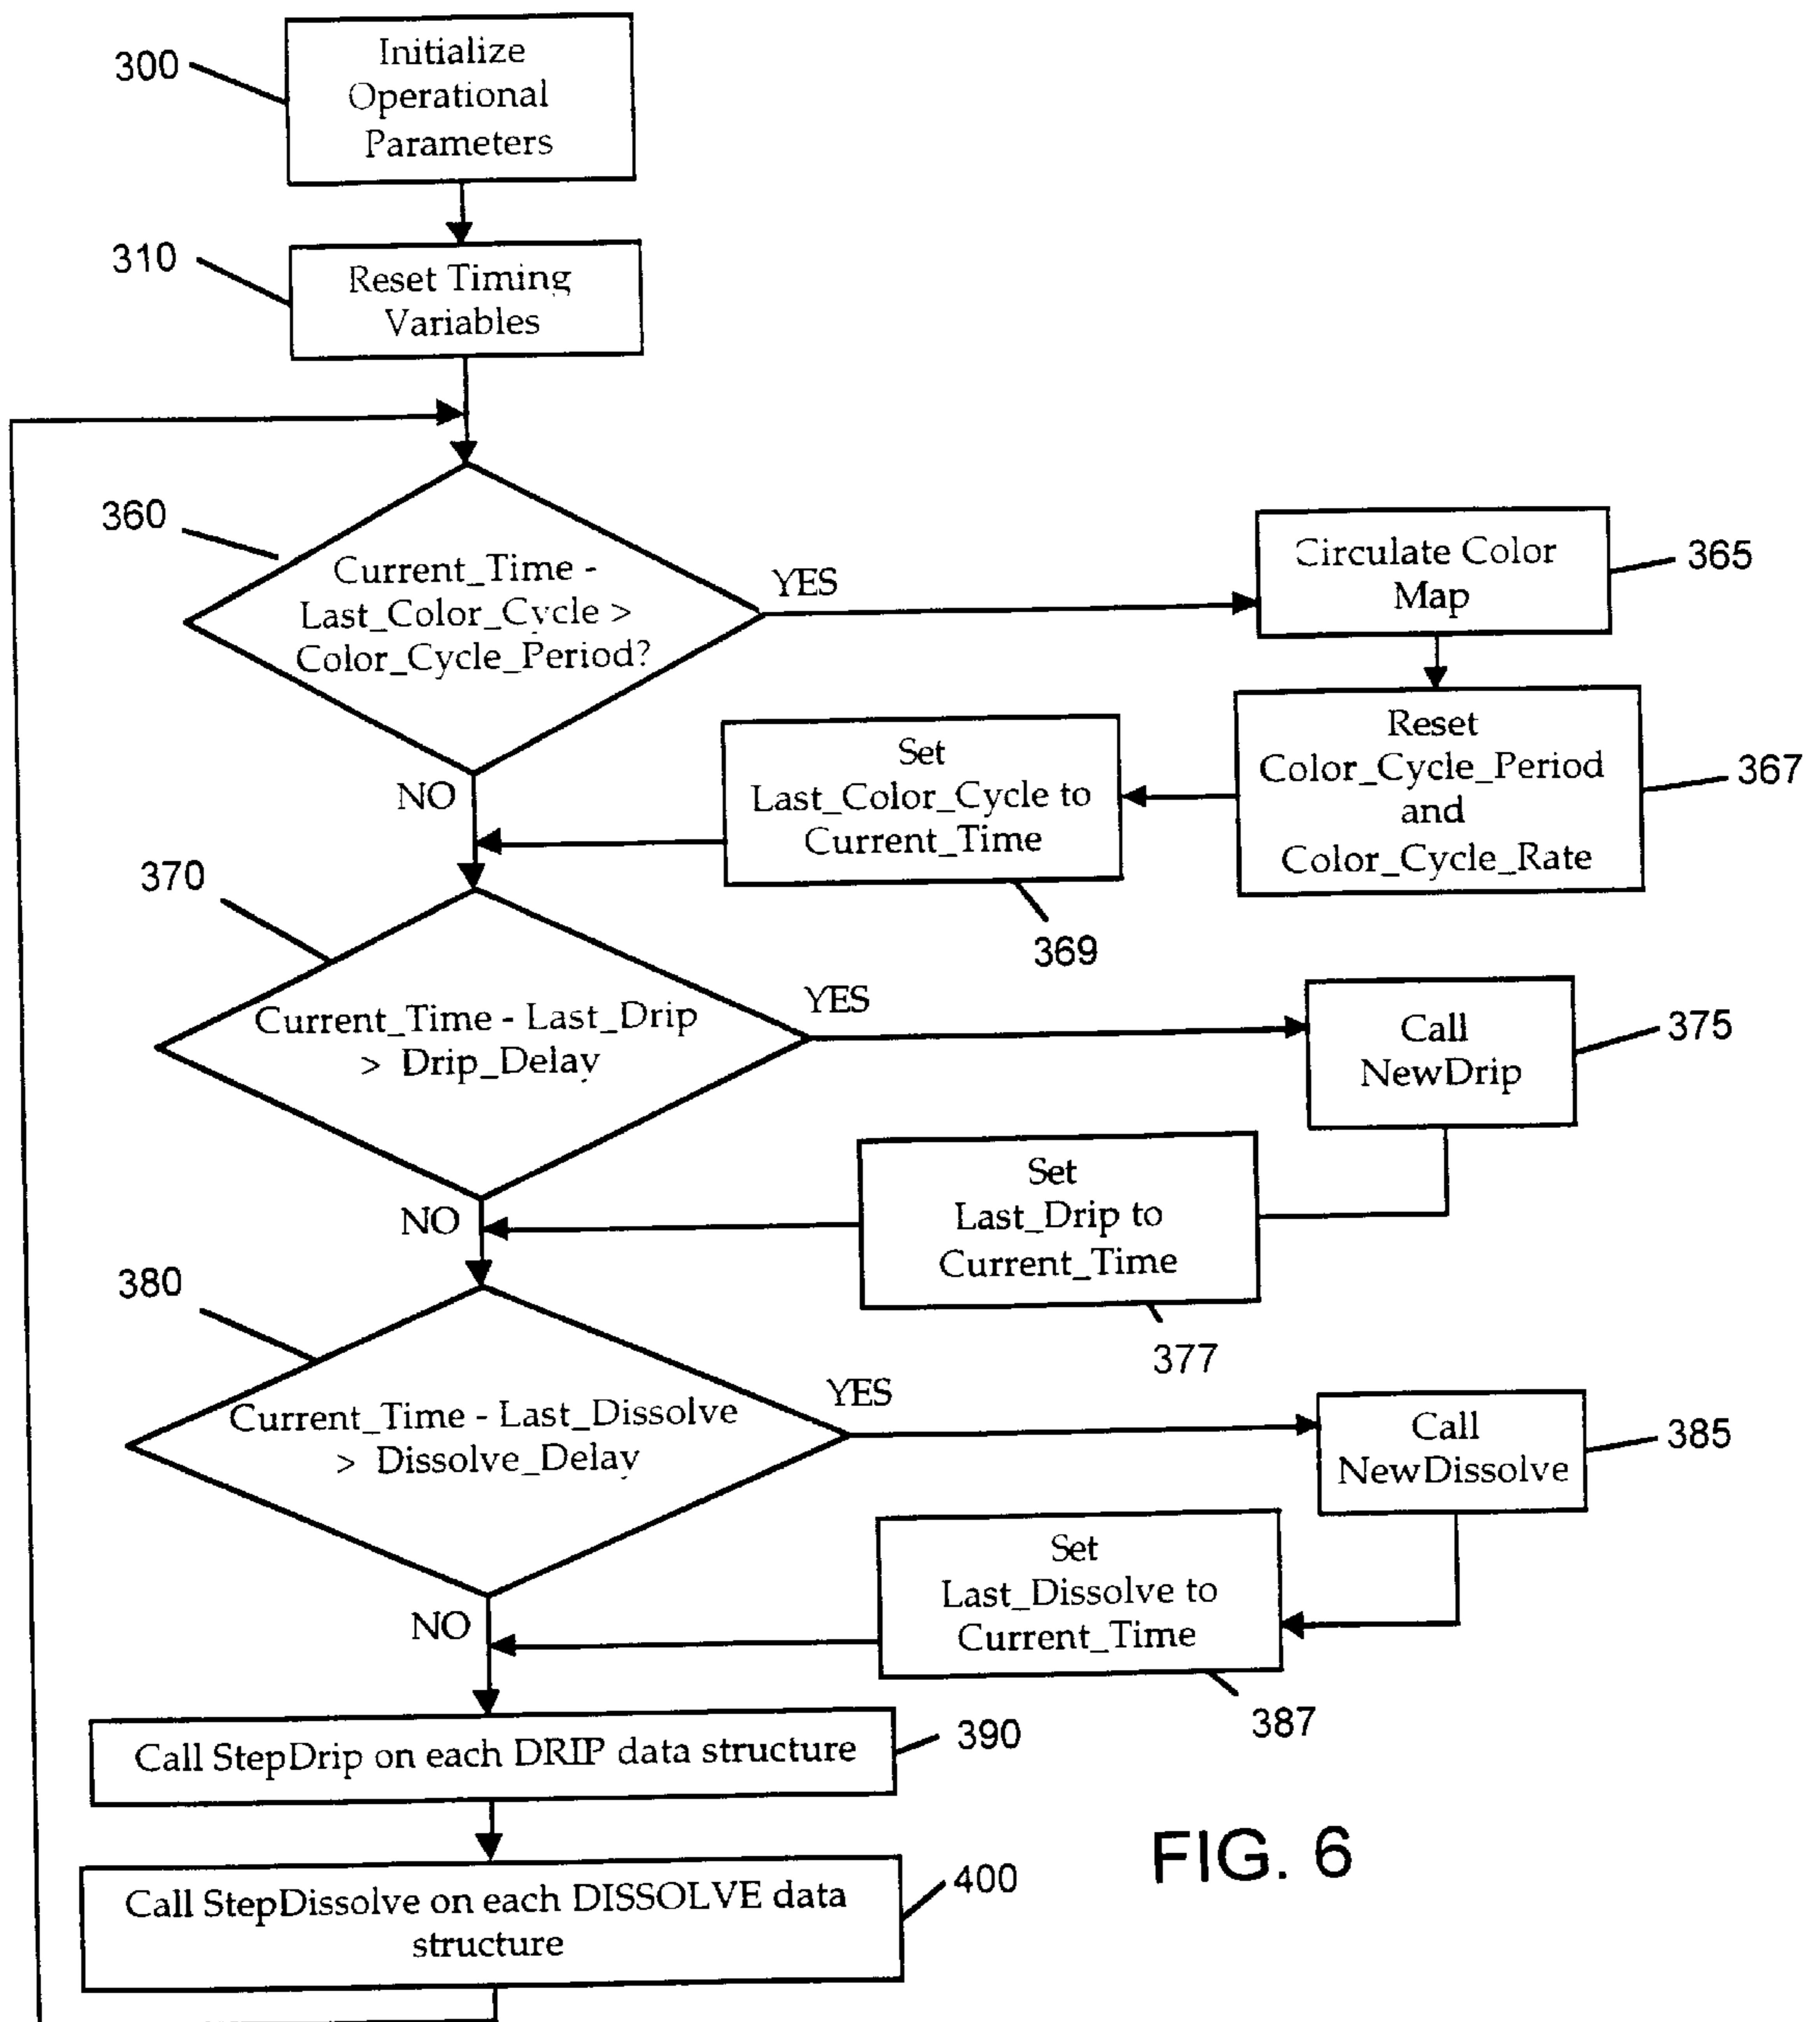 300
Initialize
Operational
Parameters
310
Reset Timing
Variables
360
Current_Time -
Last_Color_Cycle >
Color_Cycle_Period?
YES
Circulate Color
Map
365
Reset
Color_Cycle_Period
and
Color_Cycle_Rate
367
Set
Last_Color_Cycle to
Current_Time
369
NO
370
Current_Time - Last_Drip
> Drip_Delay
YES
Call
NewDrip
375
Set
Last_Drip to
Current_Time
377
NO
380
Current_Time - Last_Dissolve
> Dissolve_Delay
YES
Call
NewDissolve
385
Set
Last_Dissolve to
Current_Time
387
NO
Call StepDrip on each DRIP data structure
390
Call StepDissolve on each DISSOLVE data
structure
400
FIG. 6